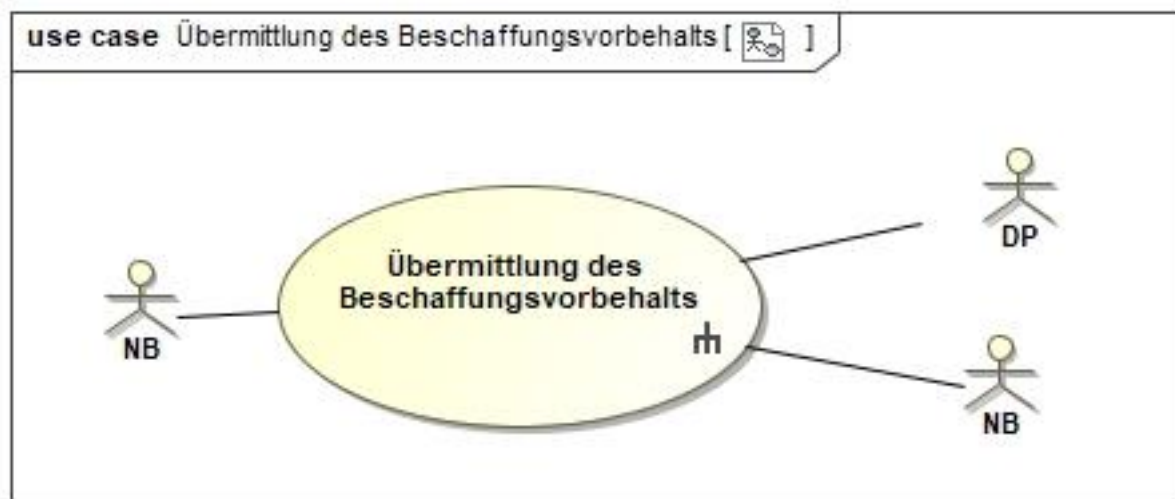 use case Übermittlung des Beschaffungsvorbehalts [ ]
DP
Übermittlung des
Beschaffungsvorbehalts
NB
NB